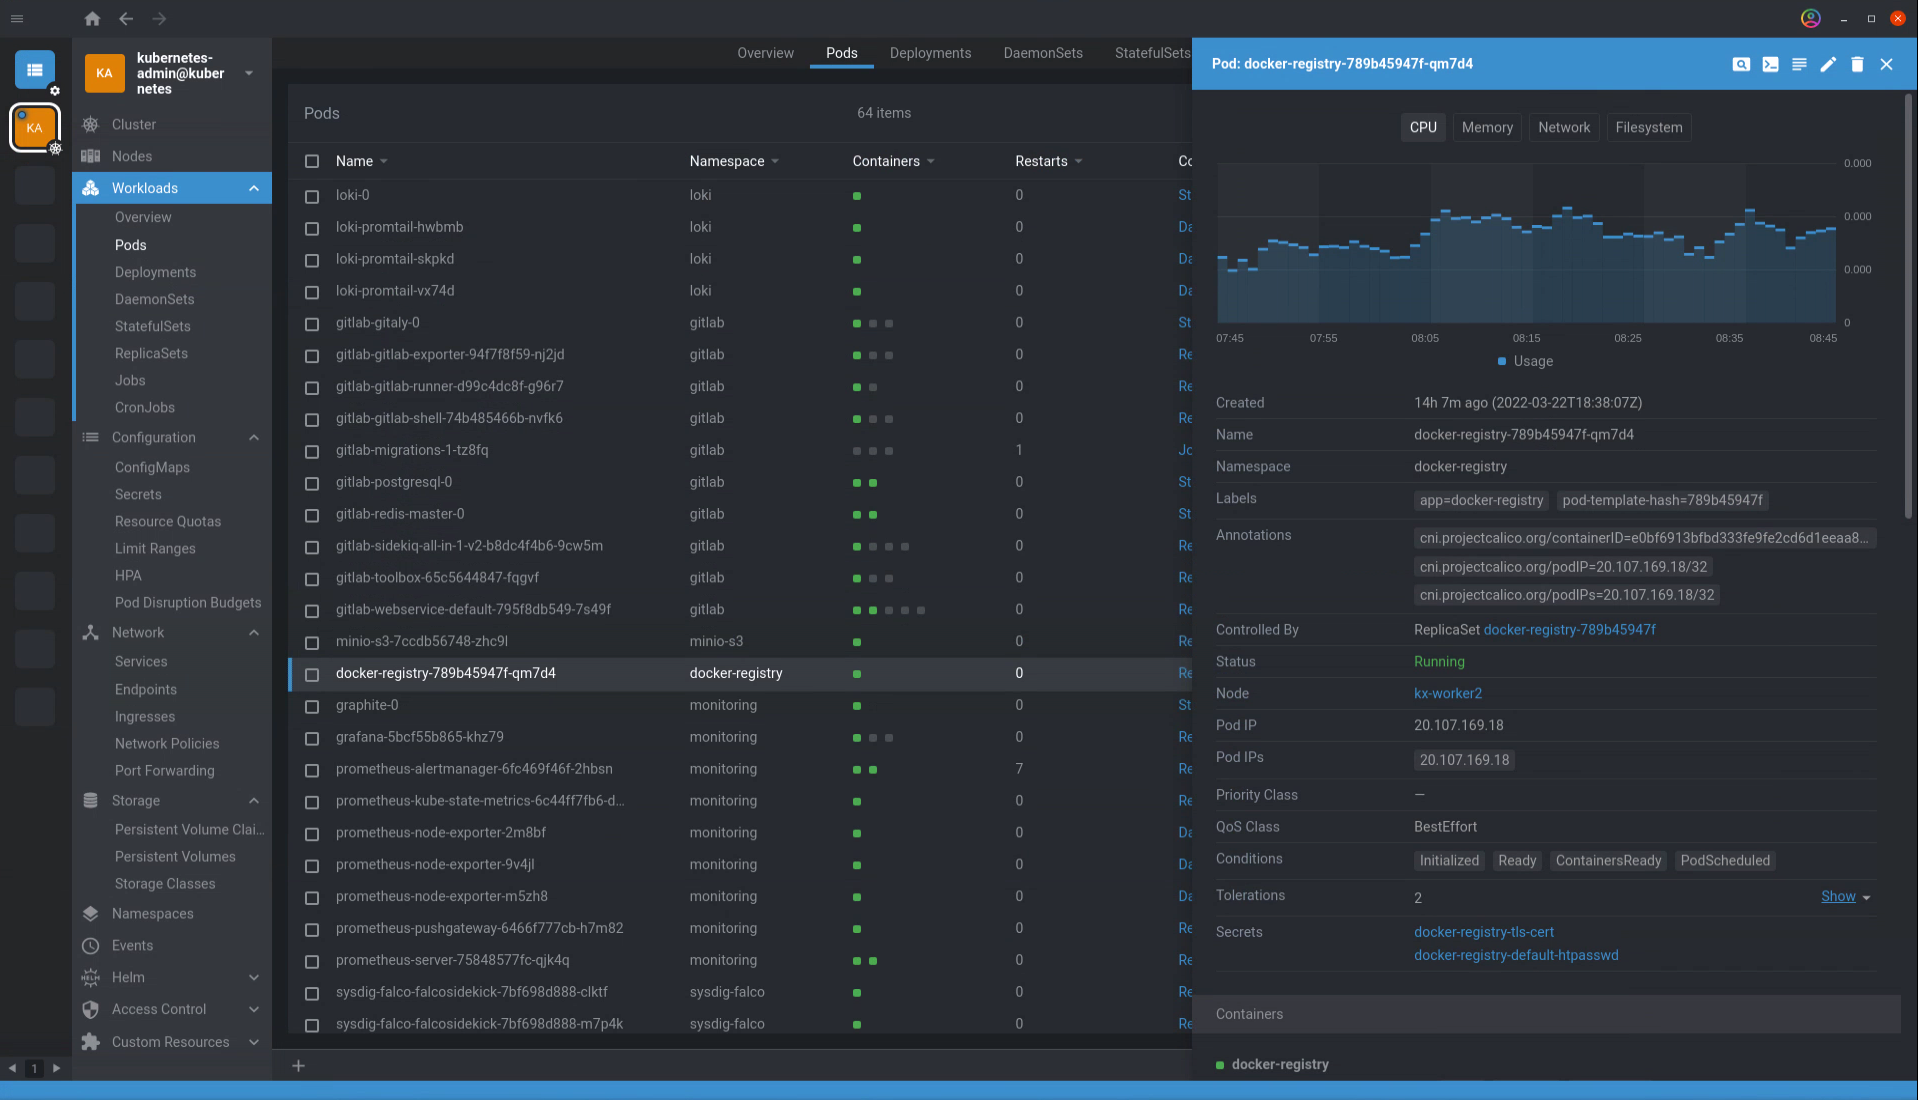 KA
kubernetes-
admin@kuber
netes
KA
Cluster
Nodes
Workloads
Overview
Pods
Deployments
DaemonSets
StatefulSets
ReplicaSets
Jobs
CronJobs
Configuration
ConfigMaps
Secrets
Resource Quotas
Limit Ranges
HPA
Pod Disruption Budgets
Network
Services
Endpoints
Ingresses
Network Policies
Port Forwarding
Storage
Persistent Volume Clai...
Persistent Volumes
Storage Classes
Namespaces
Events
Helm
Access Control
Custom Resources
1
Overview Pods Deployments DaemonSets StatefulSets
Pods 64 items
Name Namespace Containers Restarts Co
loki-0 loki 0 St
loki-promtail-hwbmb loki 0 Da
loki-promtail-skpkd loki 0 Da
loki-promtail-vx74d loki 0 Da
gitlab-gitaly-0 gitlab 0 St
gitlab-gitlab-exporter-94f7f8f59-nj2jd gitlab 0 Re
gitlab-gitlab-runner-d99c4dc8f-g96r7 gitlab 0 Re
gitlab-gitlab-shell-74b485466b-nvfk6 gitlab 0 Re
gitlab-migrations-1-tz8fq gitlab 1 Jo
gitlab-postgresql-0 gitlab 0 St
gitlab-redis-master-0 gitlab 0 St
gitlab-sidekiq-all-in-1-v2-b8dc4f4b6-9cw5m gitlab 0 Re
gitlab-toolbox-65c5644847-fqgvf gitlab 0 Re
gitlab-webservice-default-795f8db549-7s49f gitlab 0 Re
minio-s3-7ccdb56748-zhc9l minio-s3 0 Re
docker-registry-789b45947f-qm7d4 docker-registry 0 Re
graphite-0 monitoring 0 St
grafana-5bcf55b865-khz79 monitoring 0 Re
prometheus-alertmanager-6fc469f46f-2hbsn monitoring 7 Re
prometheus-kube-state-metrics-6c44ff7fb6-d... monitoring 0 Re
prometheus-node-exporter-2m8bf monitoring 0 Da
prometheus-node-exporter-9v4jl monitoring 0 Da
prometheus-node-exporter-m5zh8 monitoring 0 Da
prometheus-pushgateway-6466f777cb-h7m82 monitoring 0 Re
prometheus-server-75848577fc-qjk4q monitoring 0 Re
sysdig-falco-falcosidekick-7bf698d888-clktf sysdig-falco 0 Re
sysdig-falco-falcosidekick-7bf698d888-m7p4k sysdig-falco 0 Re
Pod: docker-registry-789b45947f-qm7d4
CPU Memory Network Filesystem
0.000
0.000
0.000
0
07:45 07:55 08:05 08:15 08:25 08:35 08:45
Usage
Created 14h 7m ago (2022-03-22T18:38:07Z)
Name docker-registry-789b45947f-qm7d4
Namespace docker-registry
Labels app=docker-registry pod-template-hash=789b45947f
Annotations cni.projectcalico.org/containerID=e0bf6913bfbd333fe9fe2cd6d1eeaa8...
cni.projectcalico.org/podIP=20.107.169.18/32
cni.projectcalico.org/podIPs=20.107.169.18/32
Controlled By ReplicaSet docker-registry-789b45947f
Status Running
Node kx-worker2
Pod IP 20.107.169.18
Pod IPs 20.107.169.18
Priority Class —
QoS Class BestEffort
Conditions Initialized Ready ContainersReady PodScheduled
Tolerations 2 Show
Secrets docker-registry-tls-cert
docker-registry-default-htpasswd
Containers
docker-registry